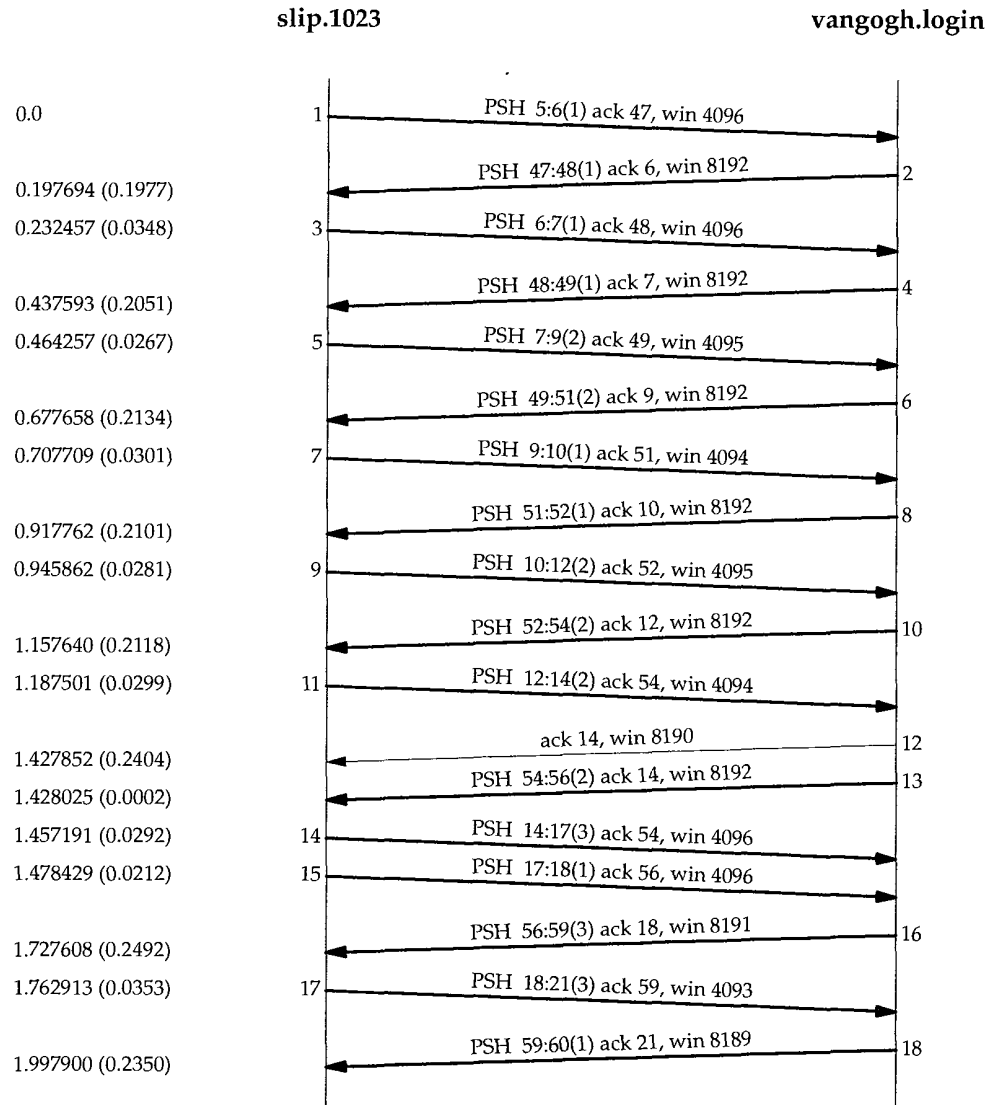 slip.1023 vangogh.login
0.0 1 PSH 5:6(1) ack 47, win 4096
0.197694 (0.1977) PSH 47:48(1) ack 6, win 8192 2
0.232457 (0.0348) 3 PSH 6:7(1) ack 48, win 4096
0.437593 (0.2051) PSH 48:49(1) ack 7, win 8192 4
0.464257 (0.0267) 5 PSH 7:9(2) ack 49, win 4095
0.677658 (0.2134) PSH 49:51(2) ack 9, win 8192 6
0.707709 (0.0301) 7 PSH 9:10(1) ack 51, win 4094
0.917762 (0.2101) PSH 51:52(1) ack 10, win 8192 8
0.945862 (0.0281) 9 PSH 10:12(2) ack 52, win 4095
1.157640 (0.2118) PSH 52:54(2) ack 12, win 8192 10
1.187501 (0.0299) 11 PSH 12:14(2) ack 54, win 4094
1.427852 (0.2404) ack 14, win 8190 12
1.428025 (0.0002) PSH 54:56(2) ack 14, win 8192 13
1.457191 (0.0292) 14 PSH 14:17(3) ack 54, win 4096
1.478429 (0.0212) 15 PSH 17:18(1) ack 56, win 4096
1.727608 (0.2492) PSH 56:59(3) ack 18, win 8191 16
1.762913 (0.0353) 17 PSH 18:21(3) ack 59, win 4093
1.997900 (0.2350) PSH 59:60(1) ack 21, win 8189 18